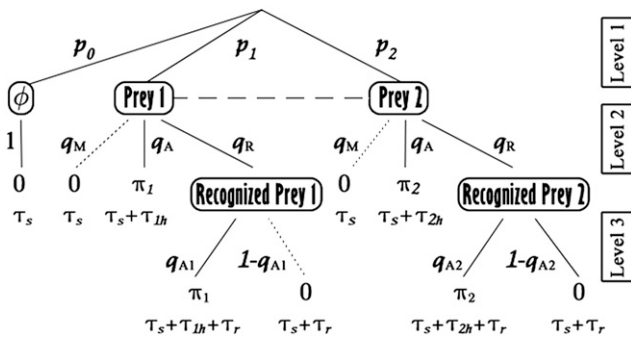 p₀ p₁ p₂ Level 1
ϕ Prey 1 Prey 2
1 qM qA qR qM qA qR Level 2
0 0 π₁ 0 π₂
τs τs τs+τ1h Recognized Prey 1 τs τs+τ2h Recognized Prey 2
qA1 1-qA1 qA2 1-qA2 Level 3
π₁ 0 π₂ 0
τs+τ1h+τr τs+τr τs+τ2h+τr τs+τr